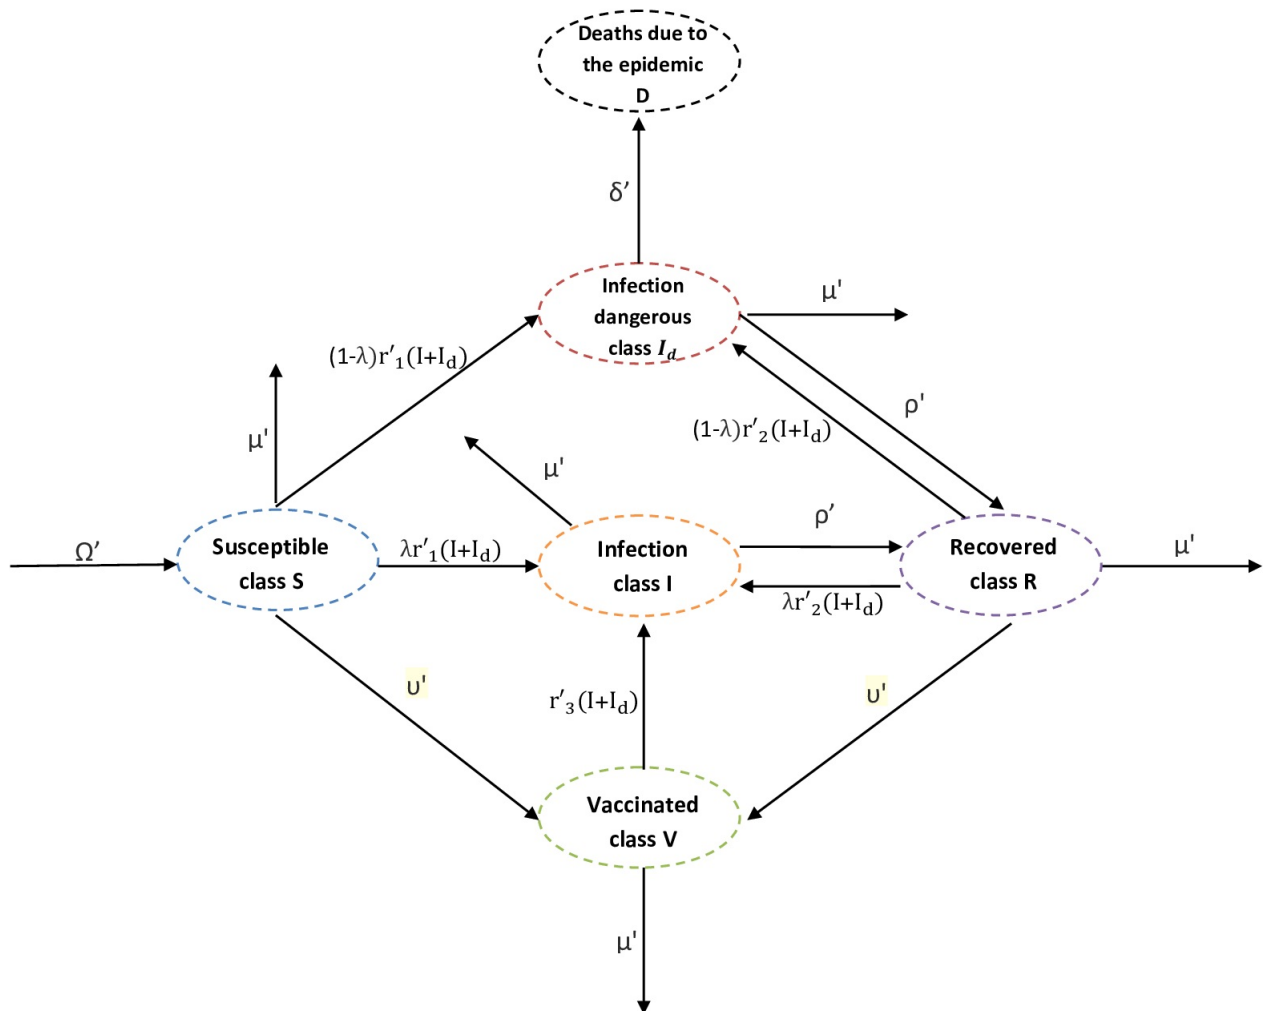 Deaths due to
the epidemic
D
δ’
Infection
dangerous
class I_d
μ'
(1-λ)r′₁(I+I_d)
ρ'
(1-λ)r′₂(I+I_d)
μ'
μ'
ρ’
Ω’
Susceptible
class S
λr′₁(I+I_d)
Infection
class I
Recovered
class R
μ'
λr′₂(I+I_d)
υ'
r′₃(I+I_d)
υ'
Vaccinated
class V
μ'